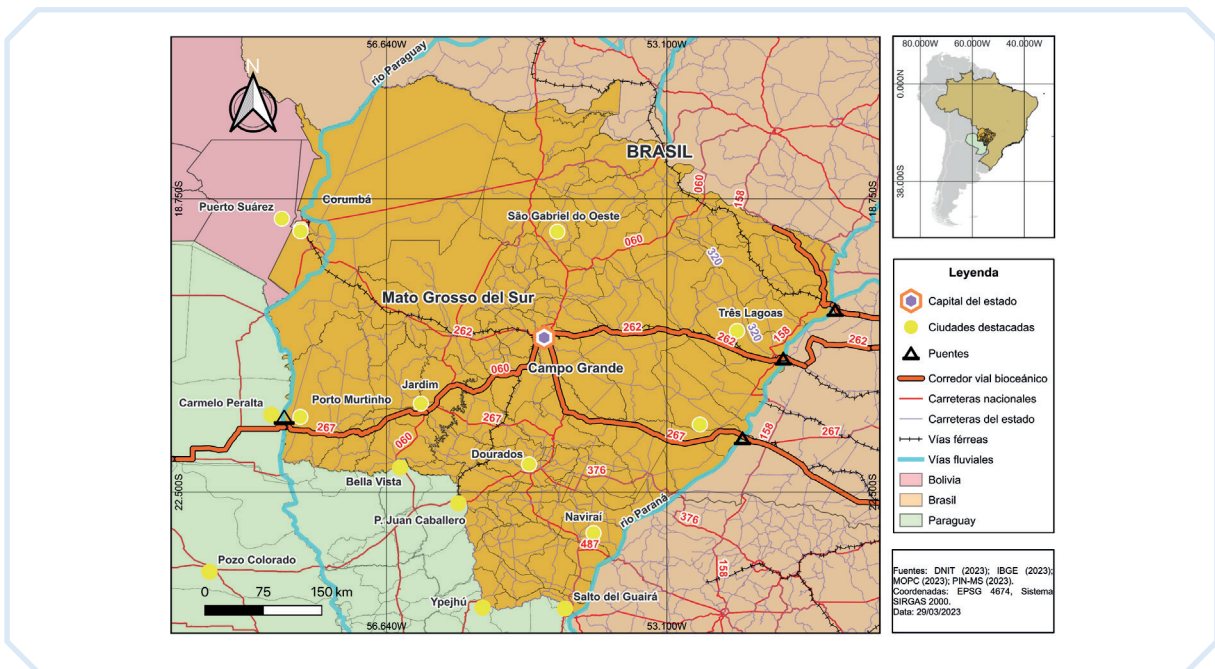 56.640W
53.100W
80.000W
60.000W
40.000W
0.000N
38.000S
N
río Paraguay
BRASIL
18.750S
18.750S
060
158
Corumbá
Puerto Suárez
São Gabriel do Oeste
060
320
Mato Grosso del Sur
Três Lagoas
262
262
320
158
262
262
Campo Grande
060
Jardim
Carmelo Peralta
Porto Murtinho
267
267
267
158
267
060
Dourados
376
Bella Vista
22.500S
22.500S
P. Juan Caballero
río Paraná
376
Naviraí
487
158
Pozo Colorado
0
75
150 km
Ypejhú
Salto del Guairá
56.640W
53.100W
Leyenda
Capital del estado
Ciudades destacadas
Puentes
Corredor vial bioceánico
Carreteras nacionales
Carreteras del estado
Vías férreas
Vías fluviales
Bolivia
Brasil
Paraguay
Fuentes: DNIT (2023); IBGE (2023);
MOPC (2023); PIN-MS (2023).
Coordenadas: EPSG 4674, Sistema
SIRGAS 2000.
Data: 29/03/2023